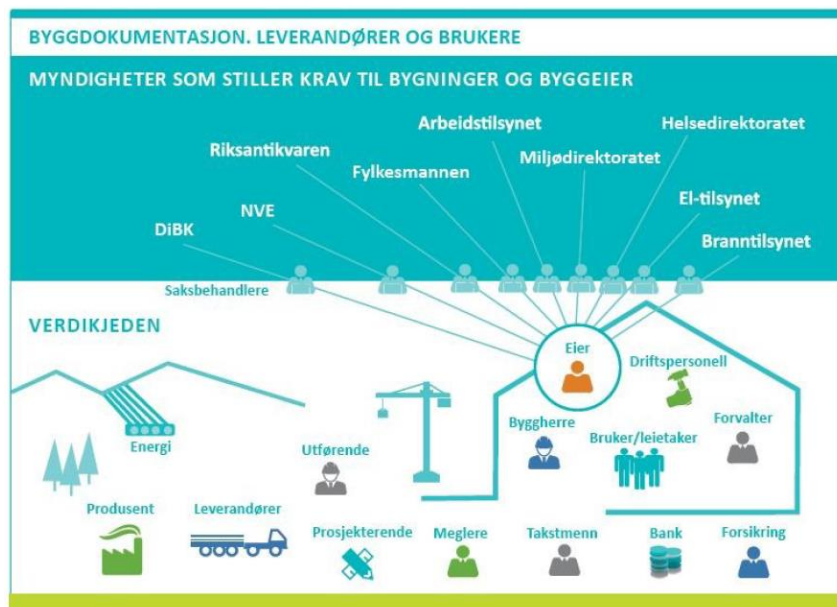 BYGGDOKUMENTASJON. LEVERANDØRER OG BRUKERE
MYNDIGHETER SOM STILLER KRAV TIL BYGNINGER OG BYGGEIER
Arbeidstilsynet
Helsedirektoratet
Riksantikvaren
Fylkesmannen
Miljødirektoratet
NVE
El-tilsynet
DiBK
Branntilsynet
Saksbehandlere
VERDIKJEDEN
Eier
Driftspersonell
Energi
Utførende
Byggherre
Bruker/leietaker
Forvalter
Produsent
Leverandører
Prosjekterende
Meglere
Takstmenn
Bank
Forsikring